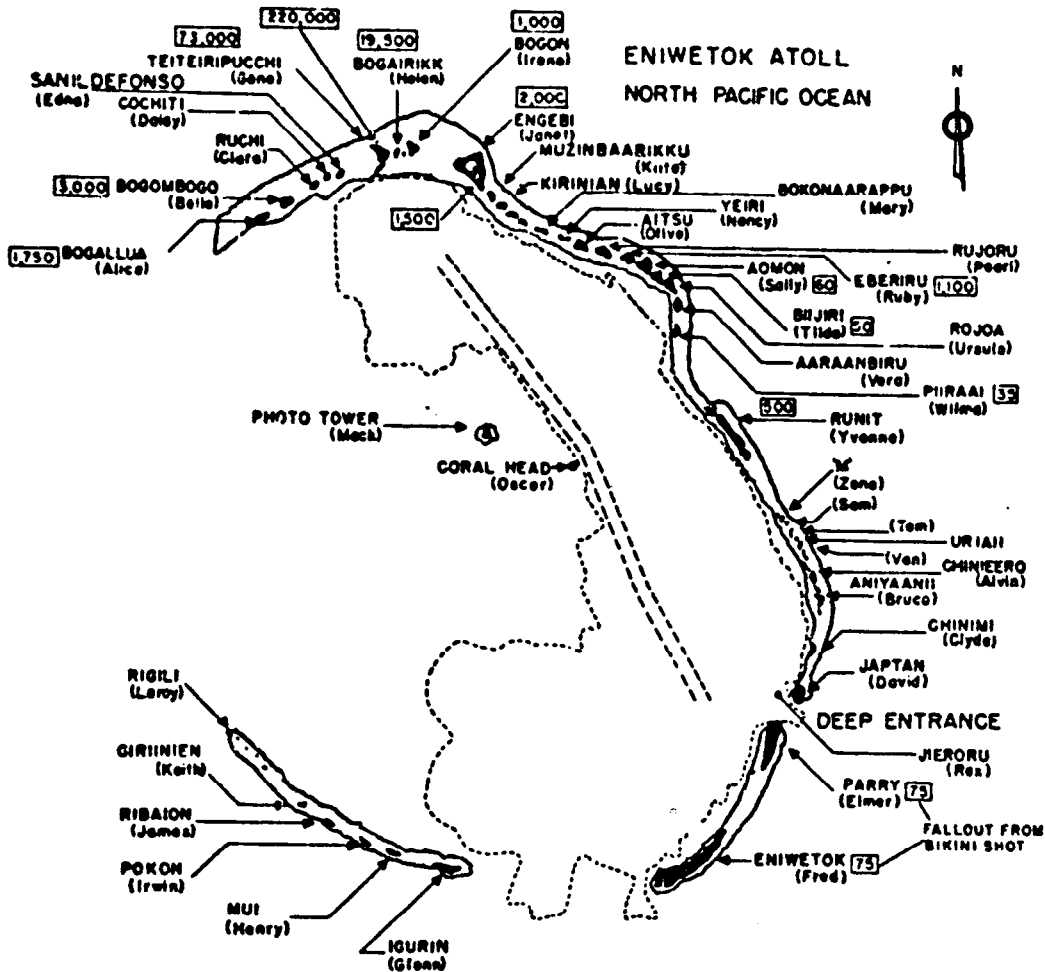 ENIWETOK ATOLL
NORTH PACIFIC OCEAN
N
220,000
73,000
TEITEIRIPUCCHI
(Gene)
19,500
BOGAIRIKK
(Helen)
1,000
BOGON
(Irene)
SANILDEFONSO
(Edna)
COCHITI
(Daisy)
RUCHI
(Clara)
3,000 BOGOMBOGO
(Belle)
1,750 BOGALLUA
(Alice)
2,000
ENGEBI
(Janet)
MUZINBAARIKKU
(Kate)
KIRINIAN (Lucy)
BOKONAARAPPU
(Mary)
YEIRI
(Nancy)
AITSU
(Olive)
1,500
RUJORU
(Pearl)
AOMON
(Sally) 60
EBERIRU
(Ruby) 1,100
BIIJIRI
(Tilda) 50
ROJOA
(Ursula)
AARAANBIRU
(Vera)
PIIRAAI
(Wilma) 35
500
RUNIT
(Yvonne)
PHOTO TOWER
(Mack)
CORAL HEAD
(Oscar)
(Zona)
(Sam)
(Tom)
URIAII
(Van)
CHINIEERO
(Alvin)
ANIYAANII
(Bruce)
CHINIMI
(Clyde)
JAPTAN
(David)
DEEP ENTRANCE
JIERORU
(Rex)
PARRY 75
(Elmer)
FALLOUT FROM
BIKINI SHOT
ENIWETOK 75
(Fred)
RIGILI
(Leroy)
GIRIINIEN
(Keith)
RIBAION
(James)
POKON
(Irwin)
MUI
(Henry)
IGURIN
(Glenn)